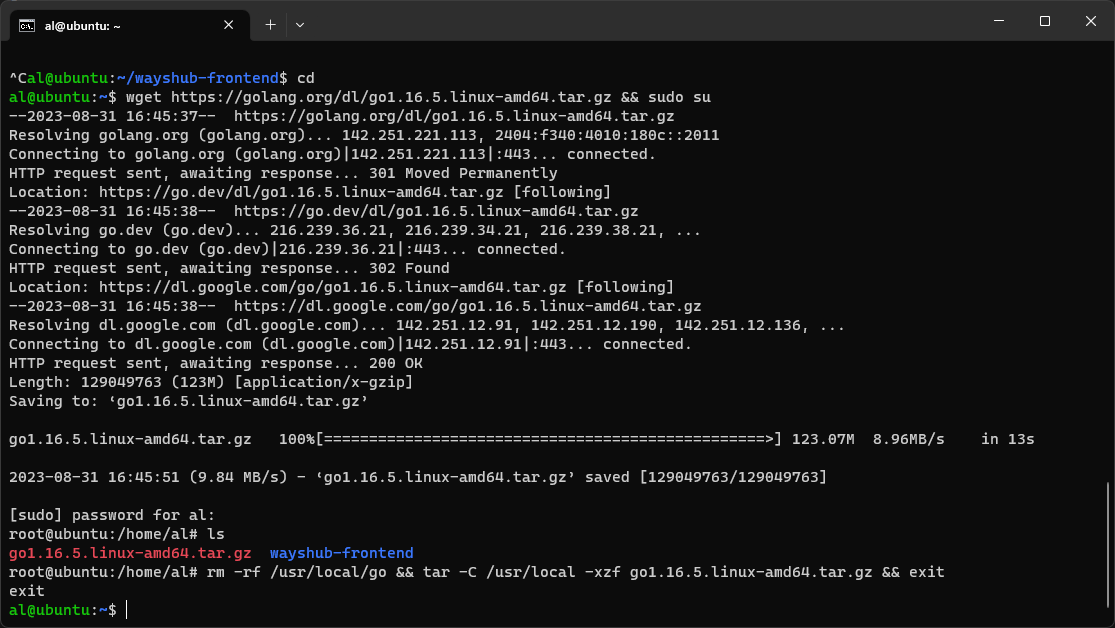 al@ubuntu: ~
^Cal@ubuntu:~/wayshub-frontend$ cd
al@ubuntu:~$ wget https://golang.org/dl/go1.16.5.linux-amd64.tar.gz && sudo su
--2023-08-31 16:45:37--  https://golang.org/dl/go1.16.5.linux-amd64.tar.gz
Resolving golang.org (golang.org)... 142.251.221.113, 2404:f340:4010:180c::2011
Connecting to golang.org (golang.org)|142.251.221.113|:443... connected.
HTTP request sent, awaiting response... 301 Moved Permanently
Location: https://go.dev/dl/go1.16.5.linux-amd64.tar.gz [following]
--2023-08-31 16:45:38--  https://go.dev/dl/go1.16.5.linux-amd64.tar.gz
Resolving go.dev (go.dev)... 216.239.36.21, 216.239.34.21, 216.239.38.21, ...
Connecting to go.dev (go.dev)|216.239.36.21|:443... connected.
HTTP request sent, awaiting response... 302 Found
Location: https://dl.google.com/go/go1.16.5.linux-amd64.tar.gz [following]
--2023-08-31 16:45:38--  https://dl.google.com/go/go1.16.5.linux-amd64.tar.gz
Resolving dl.google.com (dl.google.com)... 142.251.12.91, 142.251.12.190, 142.251.12.136, ...
Connecting to dl.google.com (dl.google.com)|142.251.12.91|:443... connected.
HTTP request sent, awaiting response... 200 OK
Length: 129049763 (123M) [application/x-gzip]
Saving to: ‘go1.16.5.linux-amd64.tar.gz’
go1.16.5.linux-amd64.tar.gz   100%[=================================================>] 123.07M  8.96MB/s    in 13s
2023-08-31 16:45:51 (9.84 MB/s) - ‘go1.16.5.linux-amd64.tar.gz’ saved [129049763/129049763]
[sudo] password for al:
root@ubuntu:/home/al# ls
go1.16.5.linux-amd64.tar.gz  wayshub-frontend
root@ubuntu:/home/al# rm -rf /usr/local/go && tar -C /usr/local -xzf go1.16.5.linux-amd64.tar.gz && exit
exit
al@ubuntu:~$